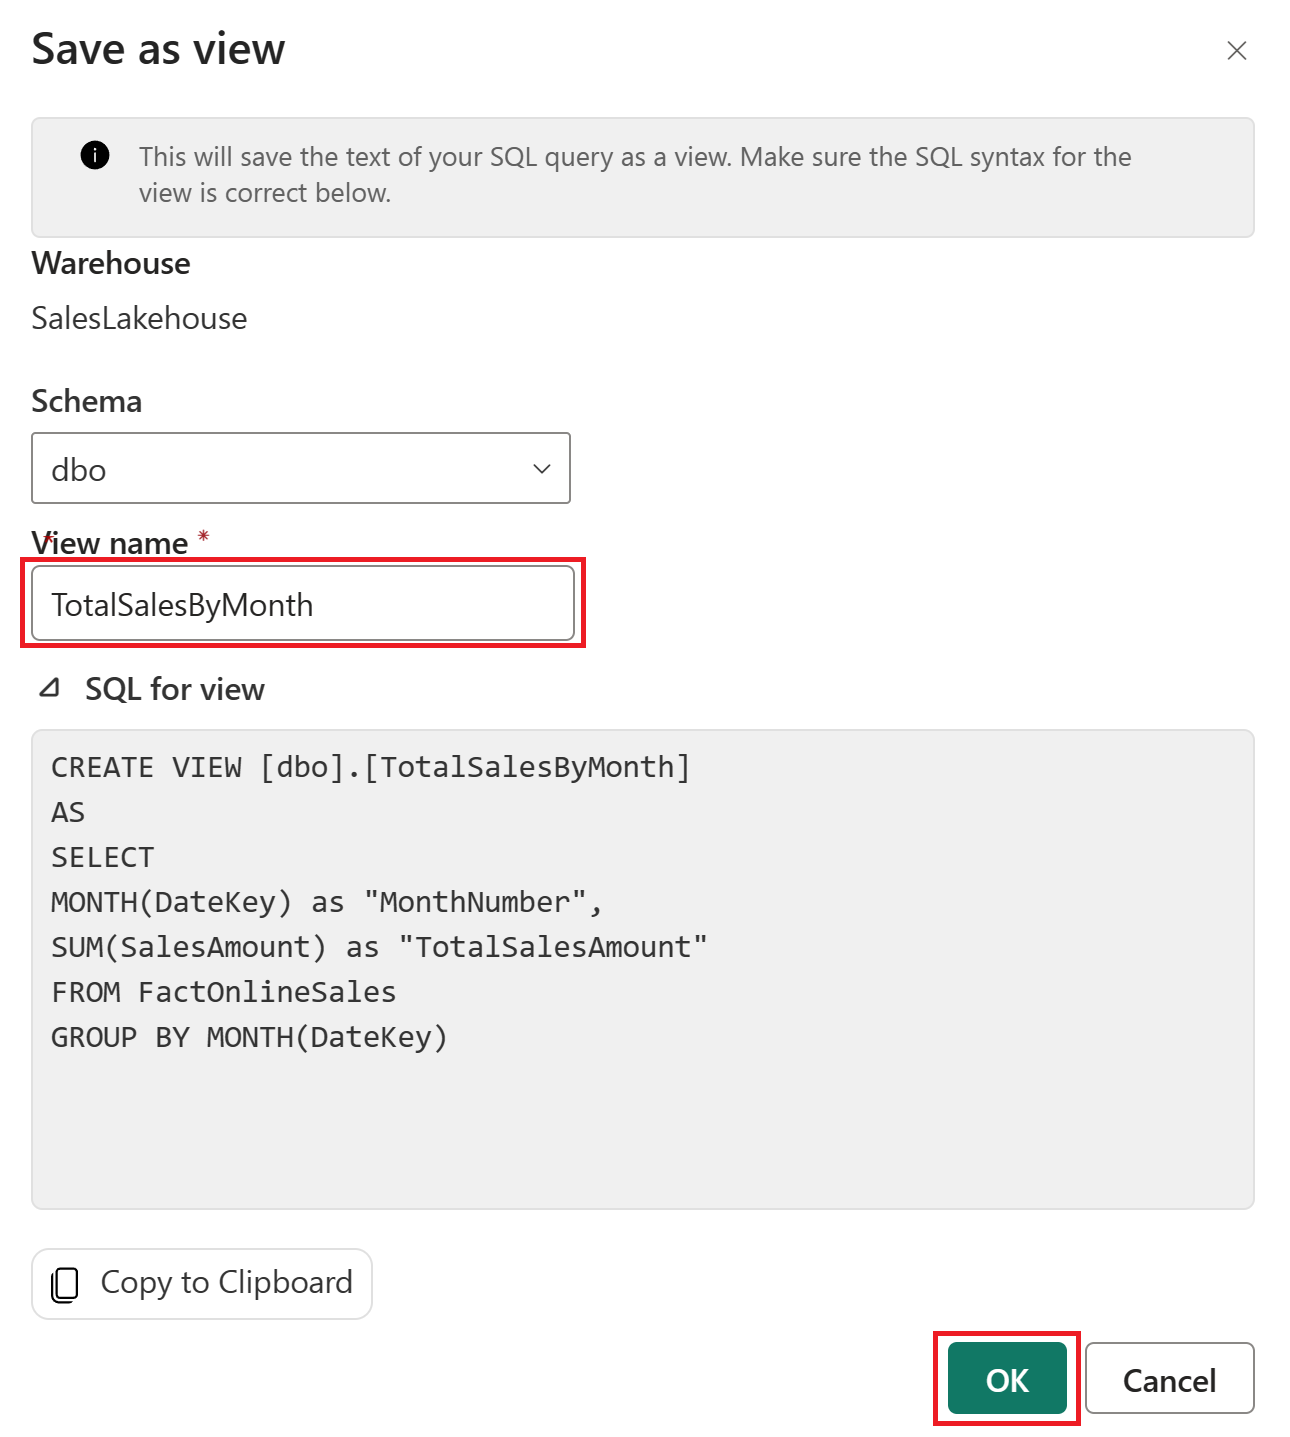 Save as view
This will save the text of your SQL query as a view. Make sure the SQL syntax for the
view is correct below.
Warehouse
SalesLakehouse
Schema
dbo
View name *
TotalSalesByMonth
SQL for view
CREATE VIEW [dbo].[TotalSalesByMonth]
AS
SELECT
MONTH(DateKey) as "MonthNumber",
SUM(SalesAmount) as "TotalSalesAmount"
FROM FactOnlineSales
GROUP BY MONTH(DateKey)
Copy to Clipboard
OK
Cancel